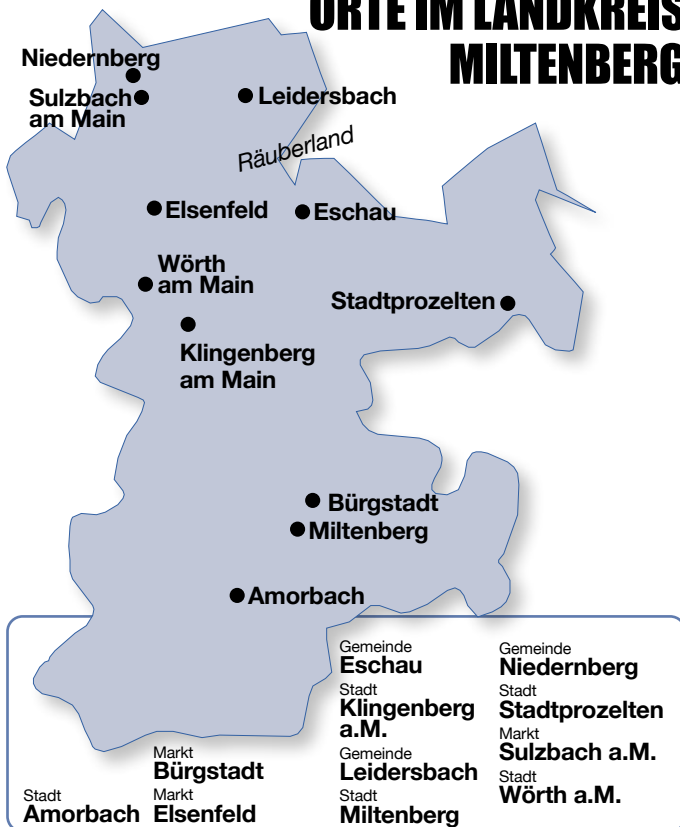 ORTE IM LANDKREIS
MILTENBERG
Niedernberg
Sulzbach
am Main
Leidersbach
Räuberland
Elsenfeld
Eschau
Wörth
am Main
Stadtprozelten
Klingenberg
am Main
Bürgstadt
Miltenberg
Amorbach
Stadt
Amorbach
Markt
Bürgstadt
Markt
Elsenfeld
Gemeinde
Eschau
Stadt
Klingenberg
a.M.
Gemeinde
Leidersbach
Stadt
Miltenberg
Gemeinde
Niedernberg
Stadt
Stadtprozelten
Markt
Sulzbach a.M.
Stadt
Wörth a.M.